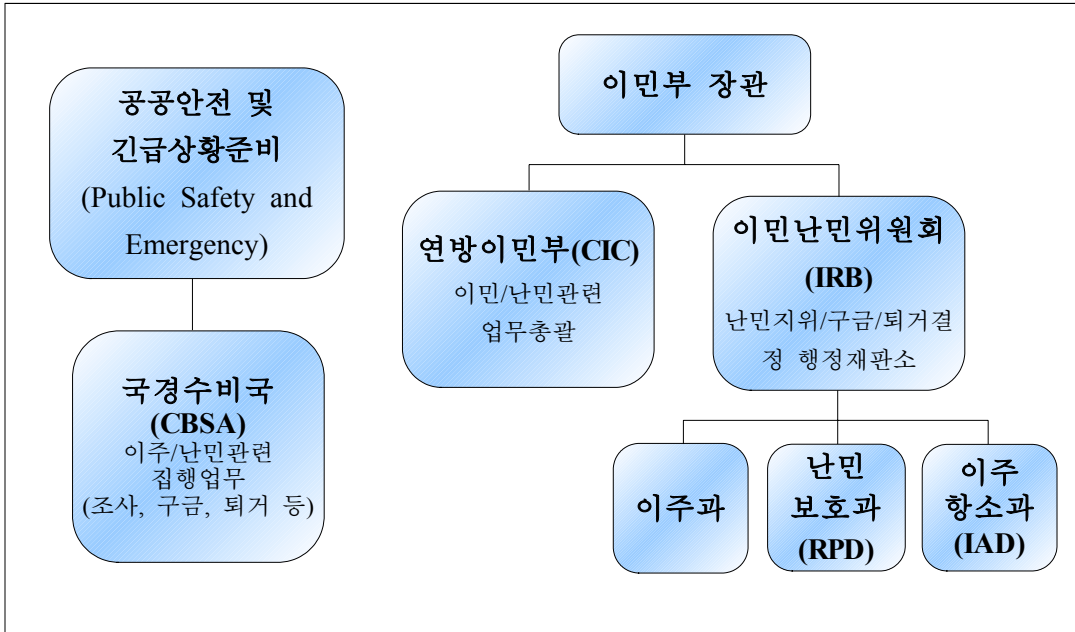 공공안전 및
긴급상황준비
(Public Safety and
Emergency)
국경수비국
(CBSA)
이주/난민관련
집행업무
(조사, 구금, 퇴거 등)
이민부 장관
연방이민부(CIC)
이민/난민관련
업무총괄
이민난민위원회
(IRB)
난민지위/구금/퇴거결
정 행정재판소
이주과
난민
보호과
(RPD)
이주
항소과
(IAD)